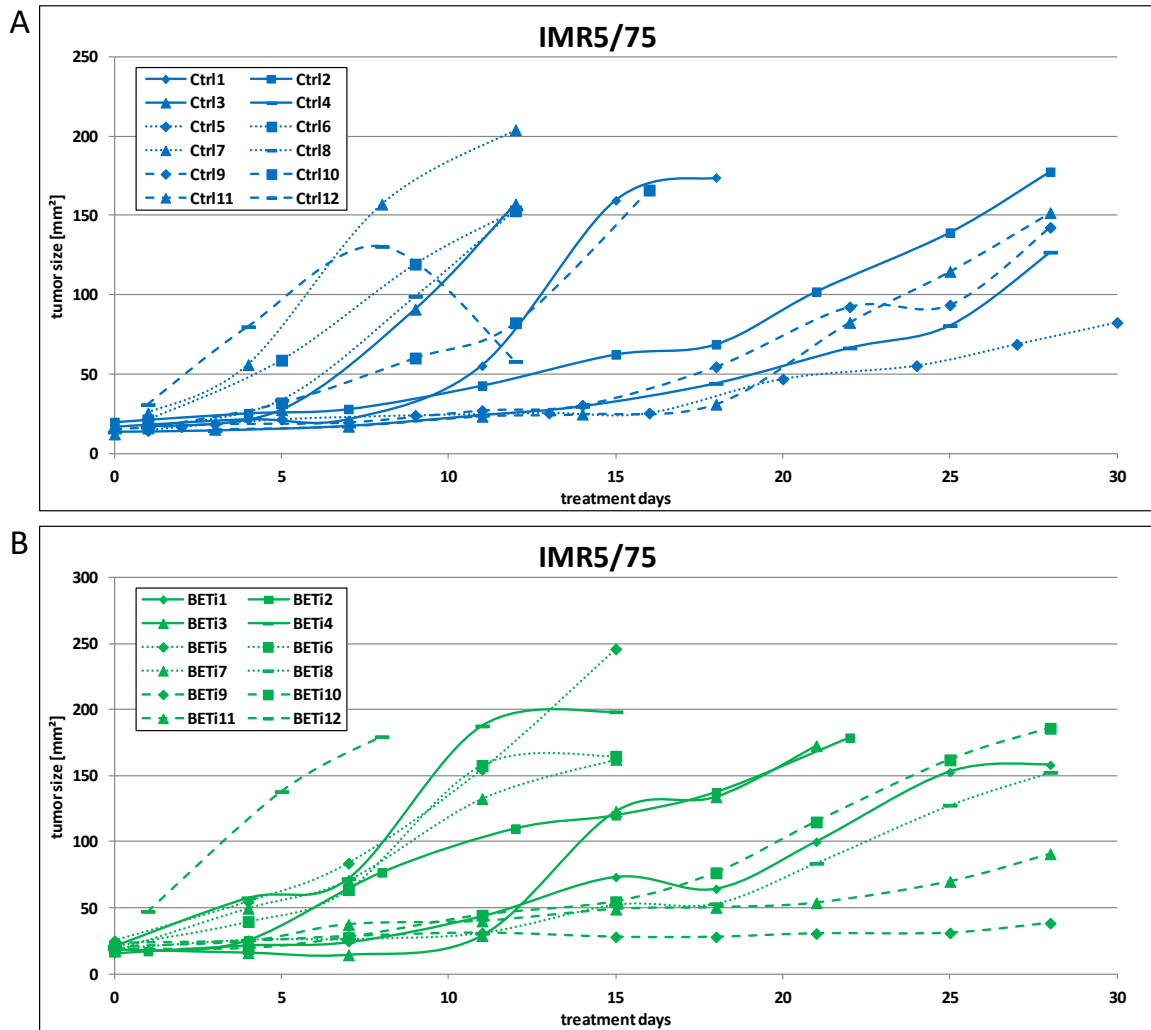 A
IMR5/75
250
200
150
100
50
0
tumor size [mm²]
Ctrl1 Ctrl2
Ctrl3 Ctrl4
Ctrl5 Ctrl6
Ctrl7 Ctrl8
Ctrl9 Ctrl10
Ctrl11 Ctrl12
0 5 10 15 20 25 30
treatment days
B
IMR5/75
300
250
200
150
100
50
0
tumor size [mm²]
BETi1 BETi2
BETi3 BETi4
BETi5 BETi6
BETi7 BETi8
BETi9 BETi10
BETi11 BETi12
0 5 10 15 20 25 30
treatment days